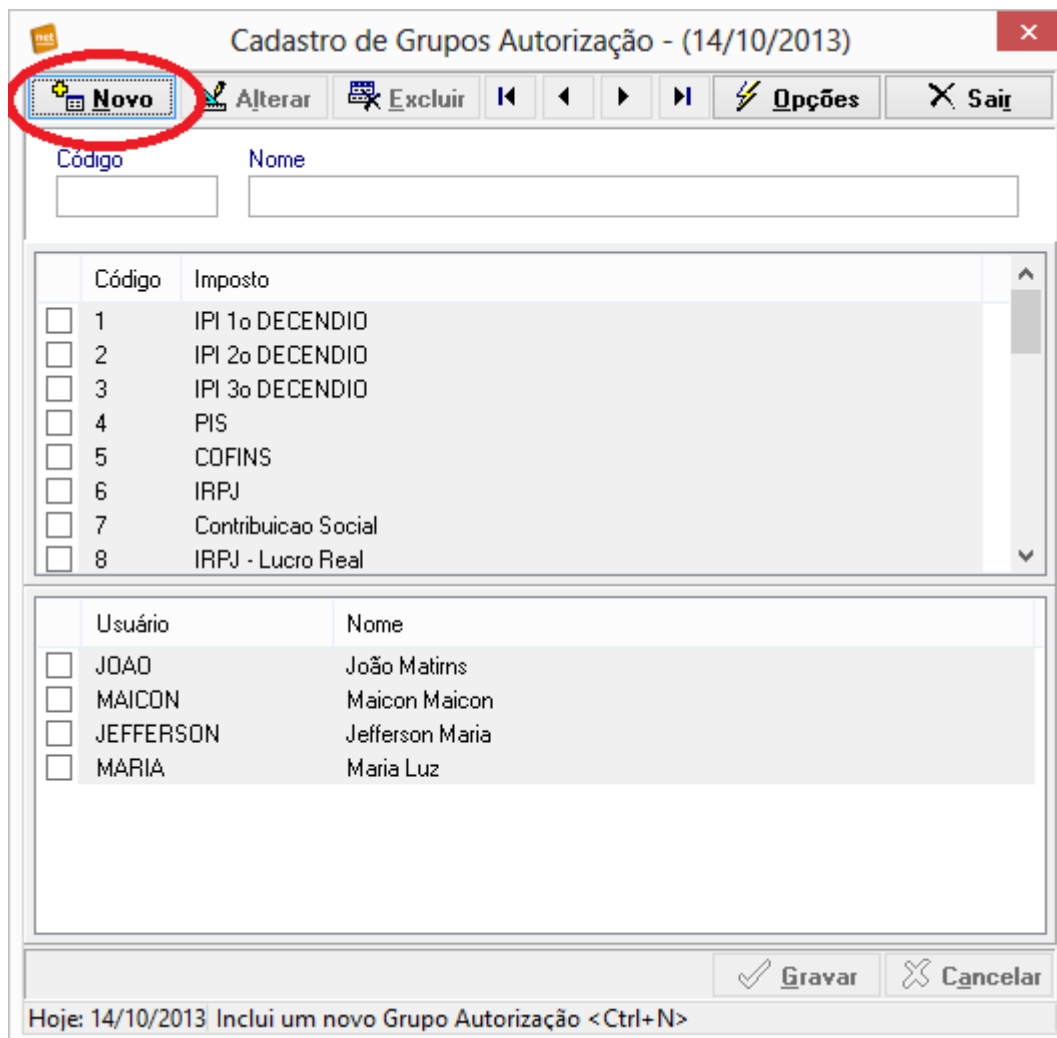 net
Cadastro de Grupos Autorização - (14/10/2013)
Novo Alterar Excluir Opções Sair
Código Nome
Código Imposto
1 IPI 1o DECENDIO
2 IPI 2o DECENDIO
3 IPI 3o DECENDIO
4 PIS
5 COFINS
6 IRPJ
7 Contribuicao Social
8 IRPJ - Lucro Real
Usuário Nome
JOAO João Matirns
MAICON Maicon Maicon
JEFFERSON Jefferson Maria
MARIA Maria Luz
Gravar Cancelar
Hoje: 14/10/2013 Inclui um novo Grupo Autorização <Ctrl+N>